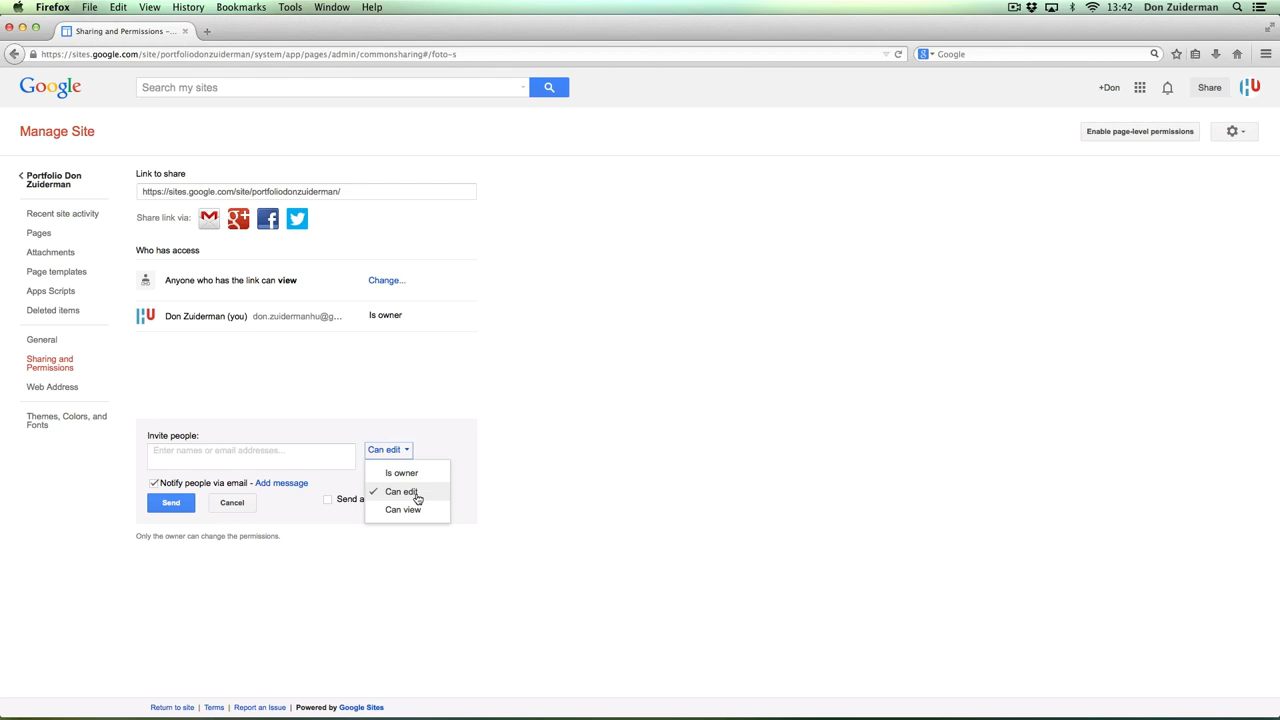 Firefox File Edit View History Bookmarks Tools Window Help 13:42 Don Zuiderman
Sharing and Permissions –...
https://sites.google.com/site/portfoliodonzuiderman/system/app/pages/admin/commonsharing#/foto-s
Google
Google
Search my sites
+Don
Share
Manage Site
Enable page-level permissions
Portfolio Don
Zuiderman
Recent site activity
Pages
Attachments
Page templates
Apps Scripts
Deleted items
General
Sharing and
Permissions
Web Address
Themes, Colors, and
Fonts
Link to share
https://sites.google.com/site/portfoliodonzuiderman/
Share link via:
Who has access
Anyone who has the link can view Change...
Don Zuiderman (you) don.zuidermanhu@g... Is owner
Invite people:
Enter names or email addresses...
Can edit
Is owner
Can edit
Can view
Notify people via email - Add message
Send Cancel
Send a
Only the owner can change the permissions.
Return to site | Terms | Report an Issue | Powered by Google Sites